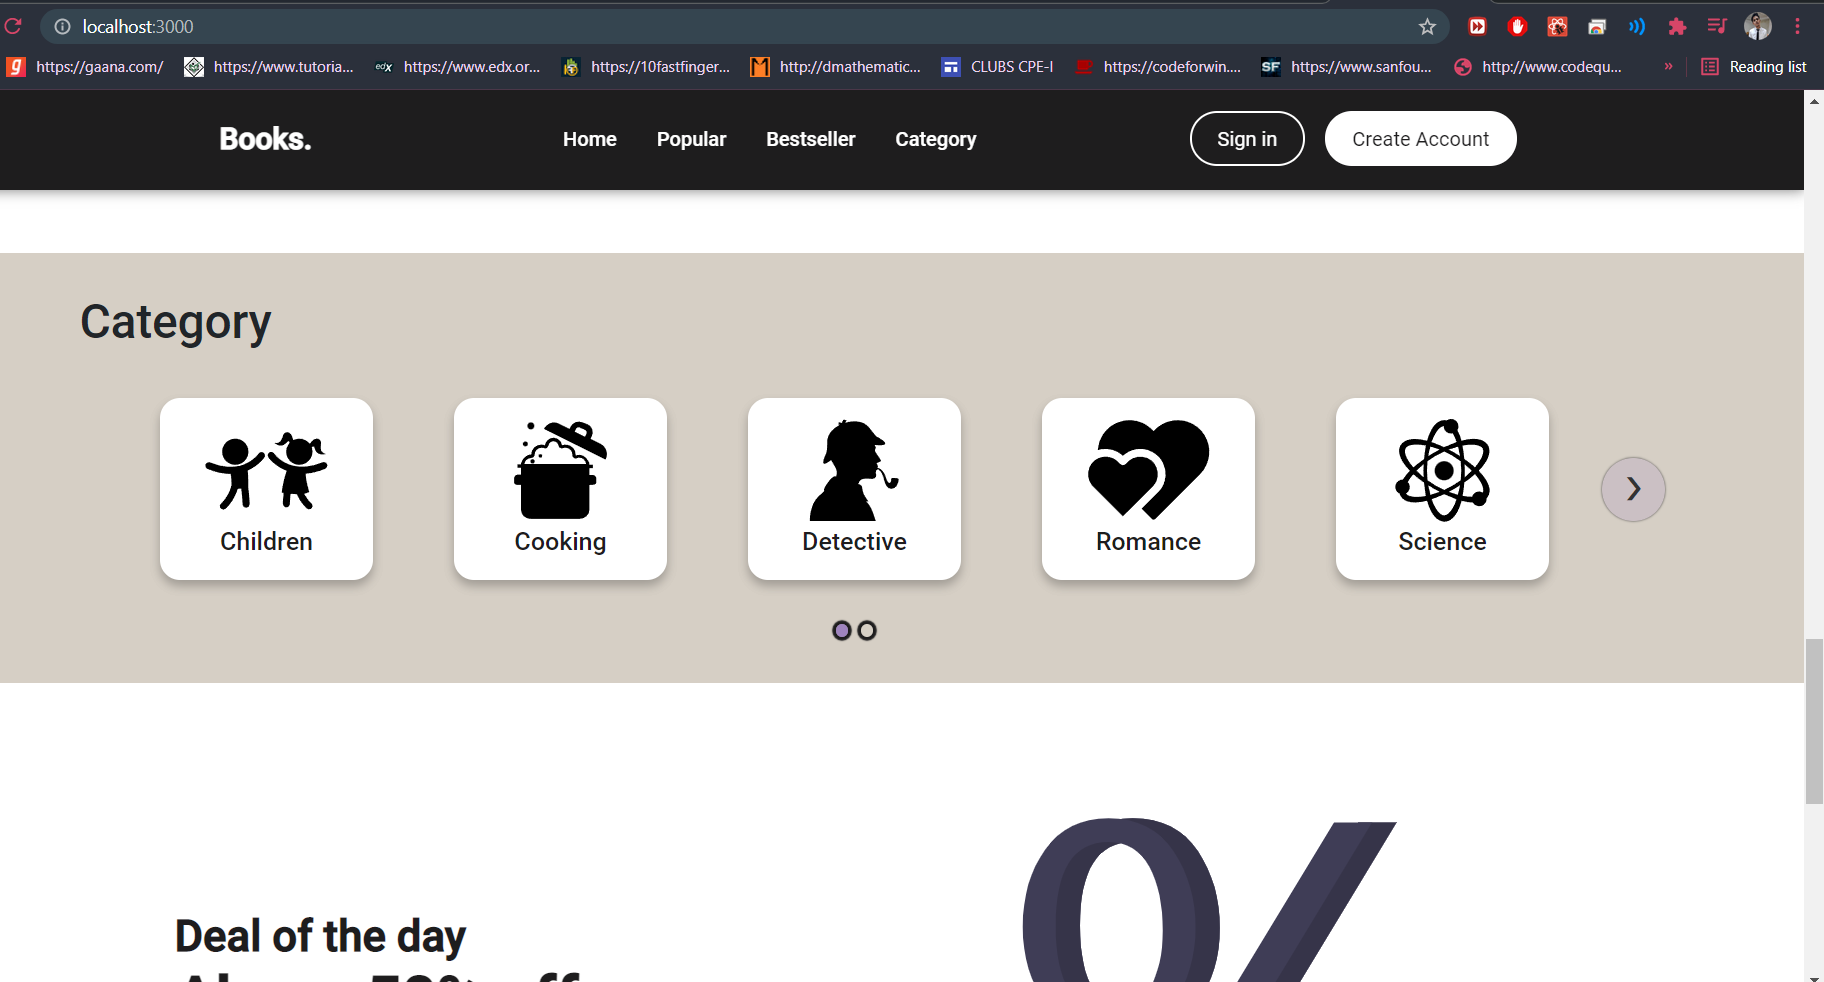 localhost:3000
https://gaana.com/ https://www.tutoria... edx https://www.edx.or... https://10fastfinger... http://dmathematic... CLUBS CPE-I https://codeforwin.... SF https://www.sanfou... http://www.codequ... » Reading list
Books. Home Popular Bestseller Category Sign in Create Account
Category
Children Cooking Detective Romance Science
Deal of the day